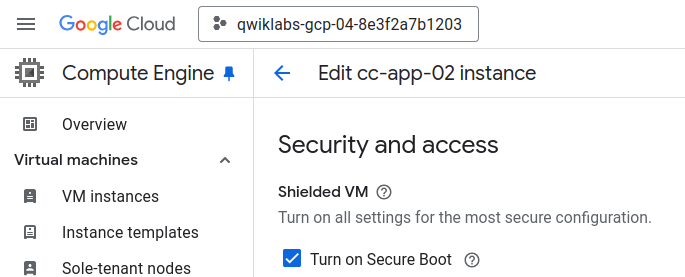 Google Cloud
qwiklabs-gcp-04-8e3f2a7b1203
Compute Engine
Edit cc-app-02 instance
Overview
Virtual machines
VM instances
Instance templates
Sole-tenant nodes
Security and access
Shielded VM
Turn on all settings for the most secure configuration.
Turn on Secure Boot